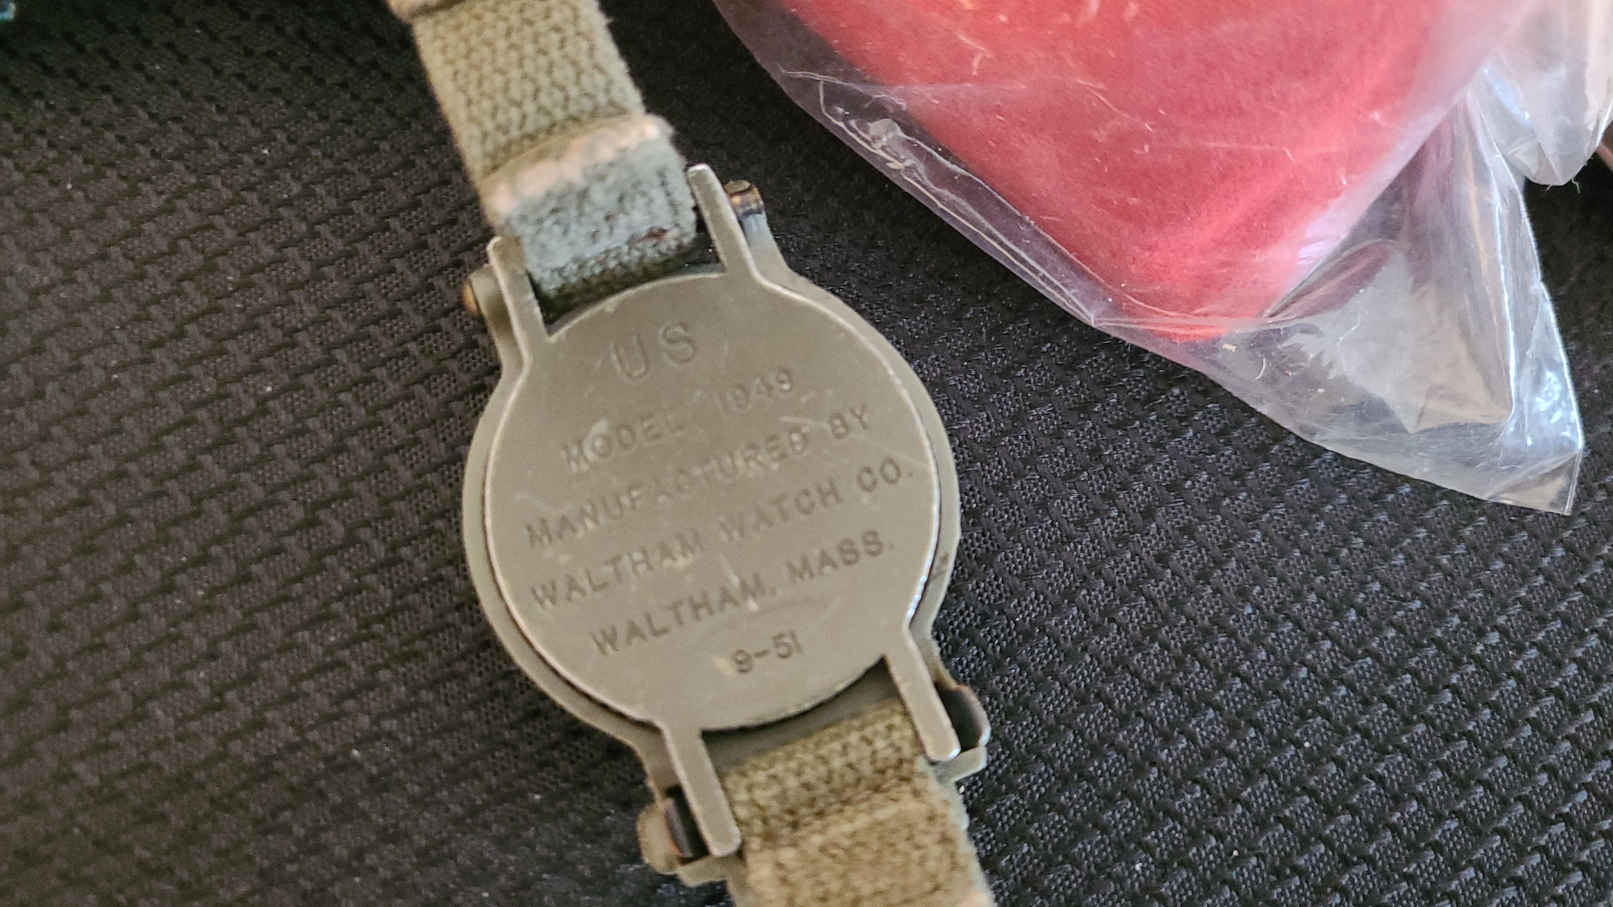 US
MODEL 1949
MANUFACTURED BY
WALTHAM WATCH CO.
WALTHAM, MASS.
9-51